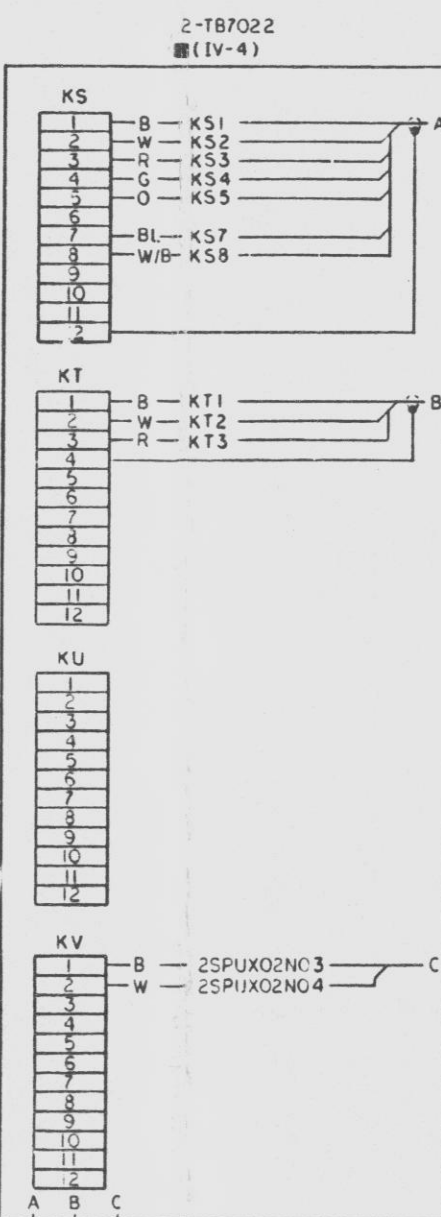 2-TB7022
(IV-4)
KS
1 B KS1 A
2 W KS2
3 R KS3
4 G KS4
5 O KS5
6
7 BL KS7
8 W/B KS8
9
10
11
12
KT
1 B KT1 B
2 W KT2
3 R KT3
4
5
6
7
8
9
10
11
12
KU
1
2
3
4
5
6
7
8
9
10
11
12
KV
1 B 2SPUX02NC3 C
2 W 2SPUX02NO4
3
4
5
6
7
8
9
10
11
12
A B C